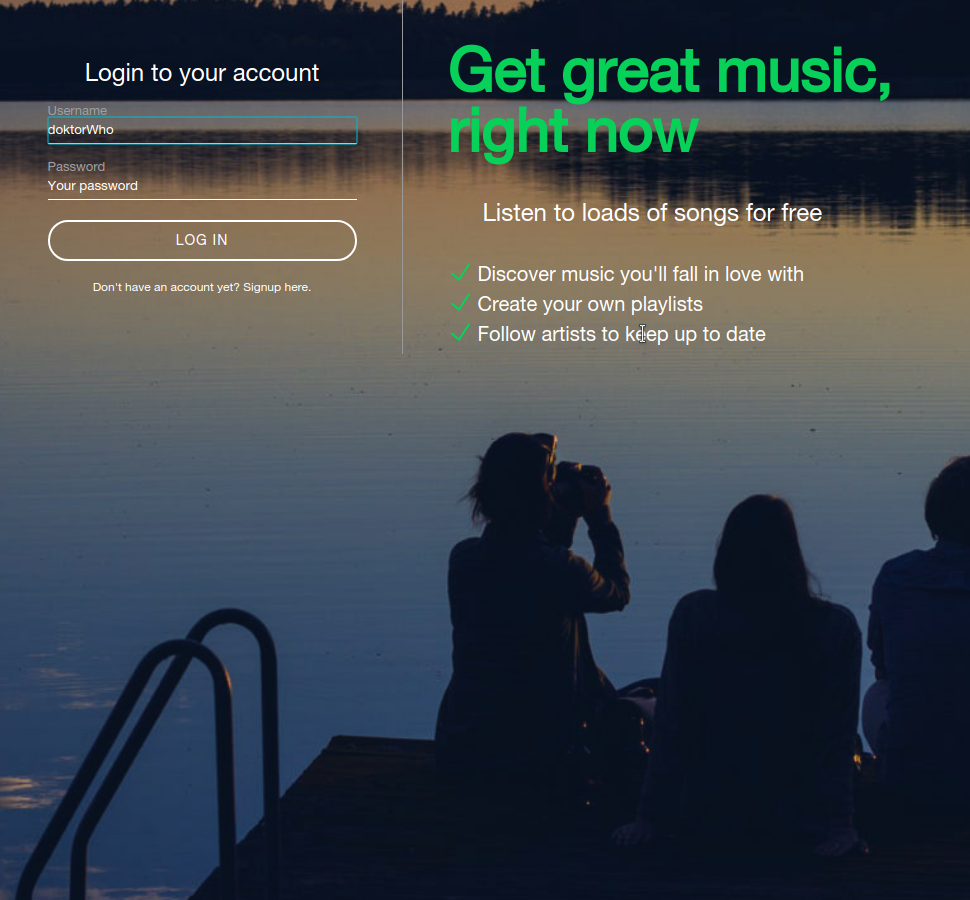 Login to your account
Username
doktorWho
Password
Your password
LOG IN
Don't have an account yet? Signup here.
Get great music,
right now
Listen to loads of songs for free
Discover music you'll fall in love with
Create your own playlists
Follow artists to keep up to date